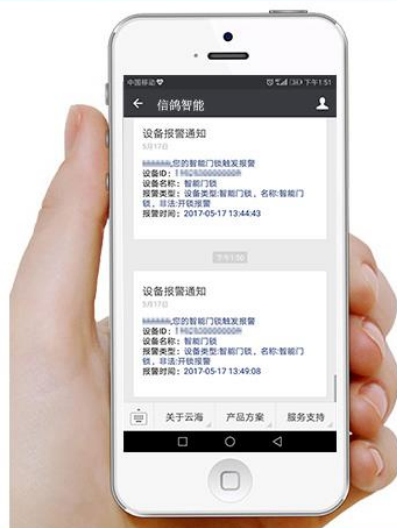 中国移动
下午1:51
信鸽智能
设备报警通知
5月17日
,您的智能门锁触发报警
设备ID：
设备名称：智能门锁
报警类型：设备类型:智能门锁，名称:智能门
锁，非法:开锁报警
报警时间：2017-05-17 13:44:43
下午1:50
设备报警通知
5月17日
,您的智能门锁触发报警
设备ID：
设备名称：智能门锁
报警类型：设备类型:智能门锁，名称:智能门
锁，非法:开锁报警
报警时间：2017-05-17 13:49:08
关于云海
产品方案
服务支持